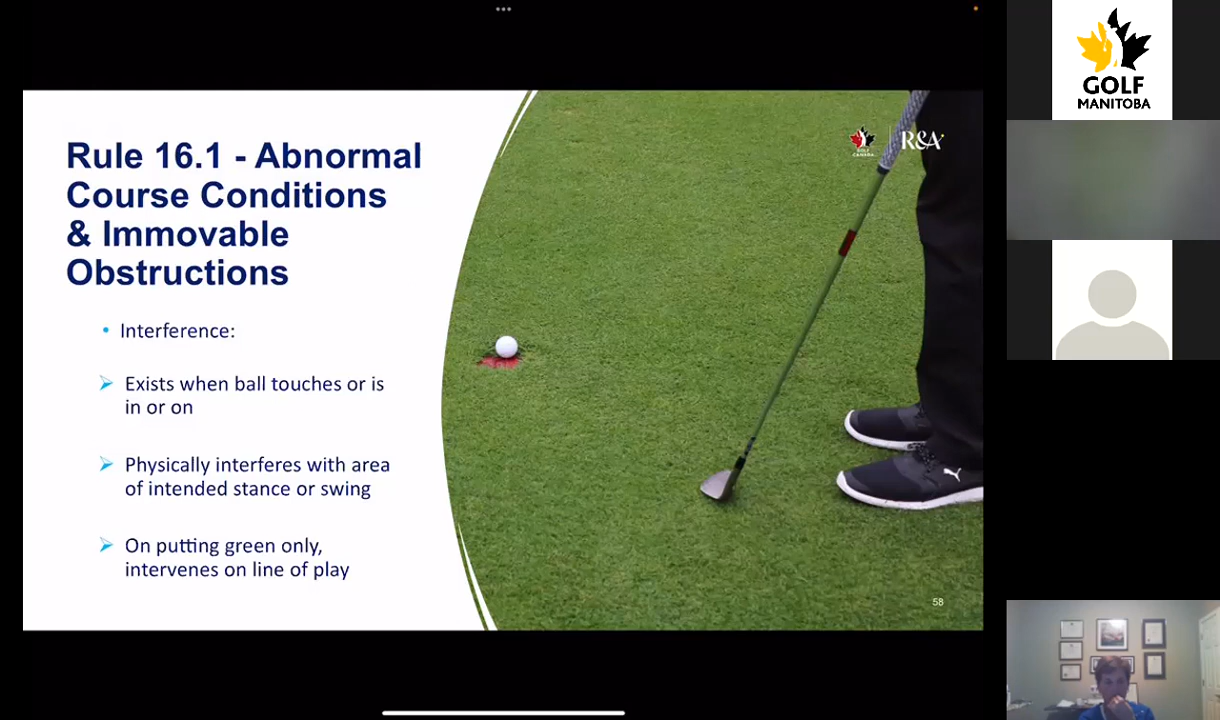 Rule 16.1 - Abnormal
Course Conditions
& Immovable
Obstructions
• Interference:
➢ Exists when ball touches or is
in or on
➢ Physically interferes with area
of intended stance or swing
➢ On putting green only,
intervenes on line of play
GOLF
CANADA
R&A
58
GOLF
MANITOBA